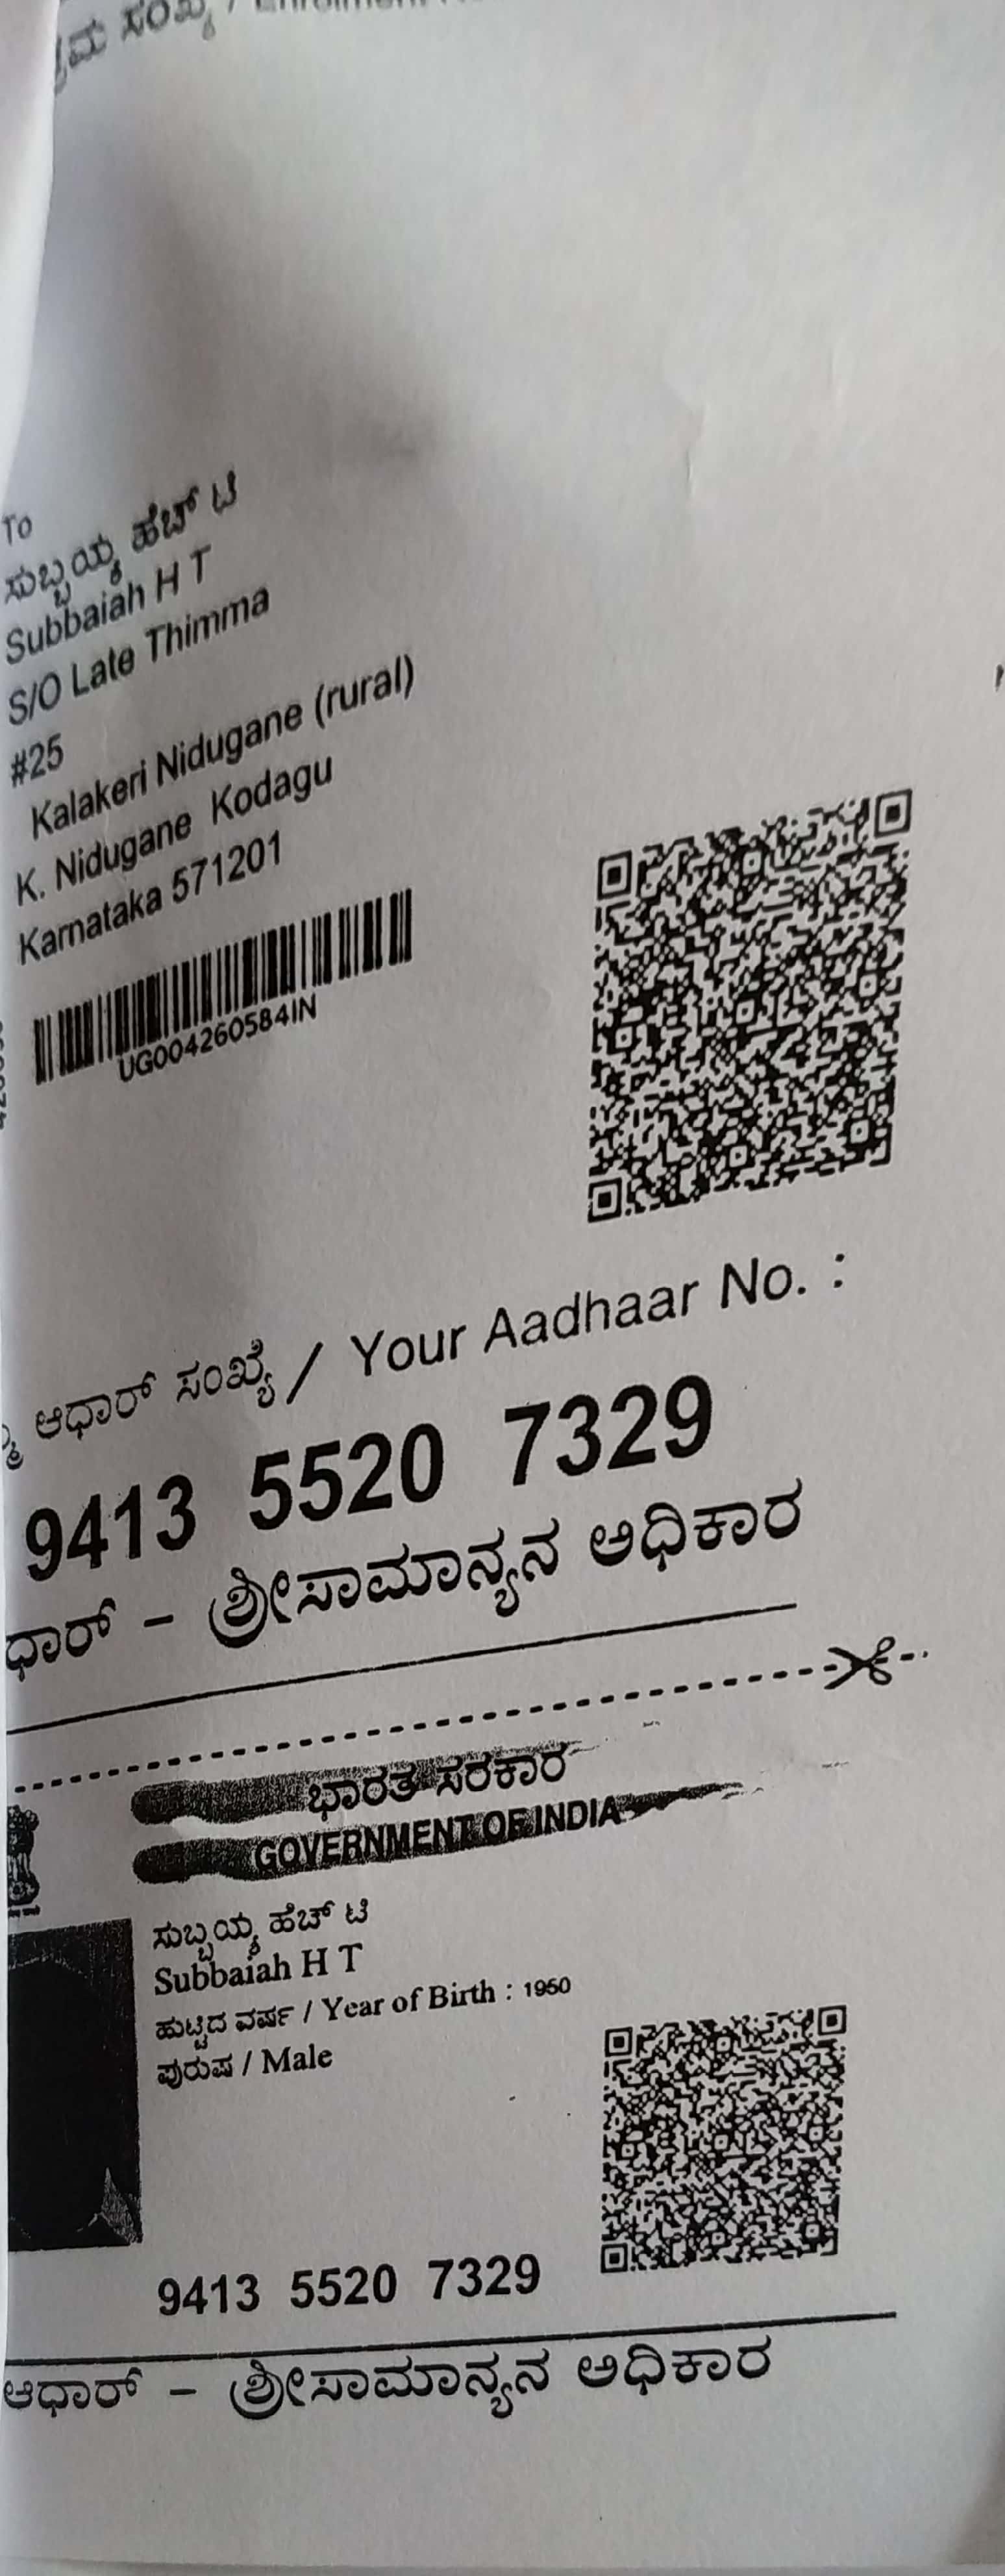 ಸಂಖ್ಯೆ / Enrolment
To
ಸುಬ್ಬಯ್ಯ ಹೆಚ್ ಟಿ
Subbaiah H T
S/O Late Thimma
#25
Kalakeri Nidugane (rural)
K. Nidugane Kodagu
Karnataka 571201
UG004260584IN
ಆಧಾರ್ ಸಂಖ್ಯೆ / Your Aadhaar No. :
9413 5520 7329
ಧಾರ್ – ಶ್ರೀಸಾಮಾನ್ಯನ ಅಧಿಕಾರ
ಭಾರತ ಸರಕಾರ
GOVERNMENT OF INDIA
ಸುಬ್ಬಯ್ಯ ಹೆಚ್ ಟಿ
Subbaiah H T
ಹುಟ್ಟಿದ ವರ್ಷ / Year of Birth : 1950
ಪುರುಷ / Male
9413 5520 7329
ಆಧಾರ್ – ಶ್ರೀಸಾಮಾನ್ಯನ ಅಧಿಕಾರ